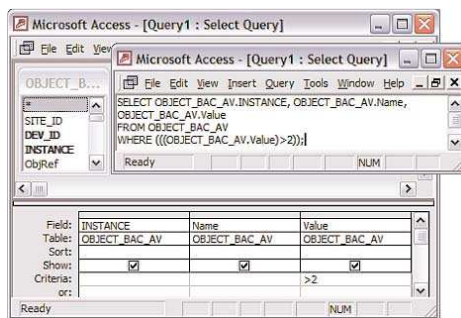 Microsoft Access - [Query1 : Select Query]
File Edit View
Microsoft Access - [Query1 : Select Query]
File Edit View Insert Query Tools Window Help
OBJECT_B...
*
SITE_ID
DEV_ID
INSTANCE
ObjRef
SELECT OBJECT_BAC_AV.INSTANCE, OBJECT_BAC_AV.Name,
OBJECT_BAC_AV.Value
FROM OBJECT_BAC_AV
WHERE (((OBJECT_BAC_AV.Value)>2));
Ready NUM
Field: INSTANCE Name Value
Table: OBJECT_BAC_AV OBJECT_BAC_AV OBJECT_BAC_AV
Sort:
Show:
Criteria: >2
or:
Ready NUM